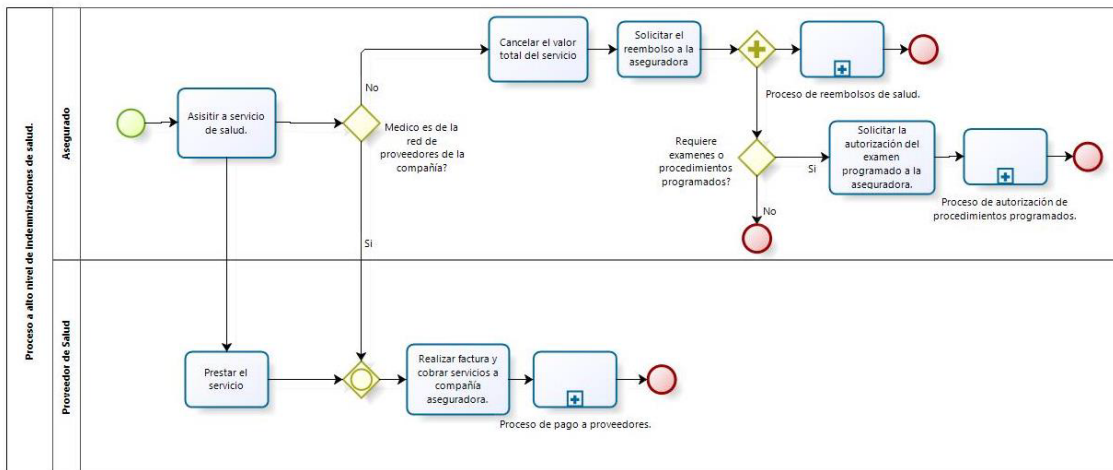 Proceso a alto nivel de indemnizaciones de salud.
Asegurado
Asisitir a servicio
de salud.
No
Medico es de la
red de
proveedores de la
compañía?
Si
Cancelar el valor
total del servicio
Solicitar el
reembolso a la
aseguradora
Proceso de reembolsos de salud.
Requiere
examenes o
procedimientos
programados?
Si
No
Solicitar la
autorización del
examen
programado a la
aseguradora.
Proceso de autorización de
procedimientos programados.
Proveedor de Salud
Prestar el
servicio
Realizar factura y
cobrar servicios a
compañía
aseguradora.
Proceso de pago a proveedores.